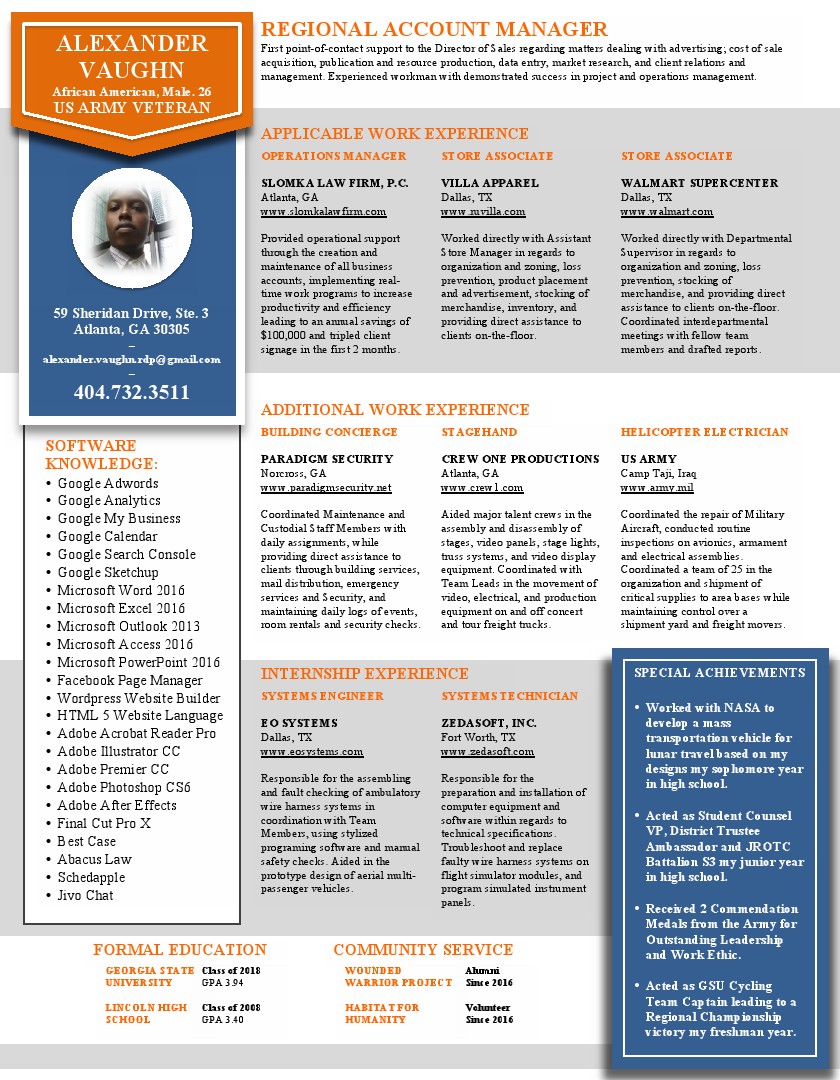 ALEXANDER
VAUGHN
African American, Male. 26
US ARMY VETERAN
59 Sheridan Drive, Ste. 3
Atlanta, GA 30305
–
alexander.vaughn.rdp@gmail.com
–
404.732.3511
SOFTWARE
KNOWLEDGE:
• Google Adwords
• Google Analytics
• Google My Business
• Google Calendar
• Google Search Console
• Google Sketchup
• Microsoft Word 2016
• Microsoft Excel 2016
• Microsoft Outlook 2013
• Microsoft Access 2016
• Microsoft PowerPoint 2016
• Facebook Page Manager
• Wordpress Website Builder
• HTML 5 Website Language
• Adobe Acrobat Reader Pro
• Adobe Illustrator CC
• Adobe Premier CC
• Adobe Photoshop CS6
• Adobe After Effects
• Final Cut Pro X
• Best Case
• Abacus Law
• Schedapple
• Jivo Chat
REGIONAL ACCOUNT MANAGER
First point-of-contact support to the Director of Sales regarding matters dealing with advertising; cost of sale
acquisition, publication and resource production, data entry, market research, and client relations and
management. Experienced workman with demonstrated success in project and operations management.
APPLICABLE WORK EXPERIENCE
OPERATIONS MANAGER
SLOMKA LAW FIRM, P.C.
Atlanta, GA
www.slomkalawfirm.com
Provided operational support
through the creation and
maintenance of all business
accounts, implementing real-
time work programs to increase
productivity and efficiency
leading to an annual savings of
$100,000 and tripled client
signage in the first 2 months.
STORE ASSOCIATE
VILLA APPAREL
Dallas, TX
www.ruvilla.com
Worked directly with Assistant
Store Manager in regards to
organization and zoning, loss
prevention, product placement
and advertisement, stocking of
merchandise, inventory, and
providing direct assistance to
clients on-the-floor.
STORE ASSOCIATE
WALMART SUPERCENTER
Dallas, TX
www.walmart.com
Worked directly with Departmental
Supervisor in regards to
organization and zoning, loss
prevention, stocking of
merchandise, and providing direct
assistance to clients on-the-floor.
Coordinated interdepartmental
meetings with fellow team
members and drafted reports.
ADDITIONAL WORK EXPERIENCE
BUILDING CONCIERGE
PARADIGM SECURITY
Norcross, GA
www.paradigmsecurity.net
Coordinated Maintenance and
Custodial Staff Members with
daily assignments, while
providing direct assistance to
clients through building services,
mail distribution, emergency
services and Security, and
maintaining daily logs of events,
room rentals and security checks.
STAGEHAND
CREW ONE PRODUCTIONS
Atlanta, GA
www.crew1.com
Aided major talent crews in the
assembly and disassembly of
stages, video panels, stage lights,
truss systems, and video display
equipment. Coordinated with
Team Leads in the movement of
video, electrical, and production
equipment on and off concert
and tour freight trucks.
HELICOPTER ELECTRICIAN
US ARMY
Camp Taji, Iraq
www.army.mil
Coordinated the repair of Military
Aircraft, conducted routine
inspections on avionics, armament
and electrical assemblies.
Coordinated a team of 25 in the
organization and shipment of
critical supplies to area bases while
maintaining control over a
shipment yard and freight movers.
INTERNSHIP EXPERIENCE
SYSTEMS ENGINEER
EO SYSTEMS
Dallas, TX
www.eosystems.com
Responsible for the assembling
and fault checking of ambulatory
wire harness systems in
coordination with Team
Members, using stylized
programing software and manual
safety checks. Aided in the
prototype design of aerial multi-
passenger vehicles.
SYSTEMS TECHNICIAN
ZEDASOFT, INC.
Fort Worth, TX
www.zedasoft.com
Responsible for the
preparation and installation of
computer equipment and
software within regards to
technical specifications.
Troubleshoot and replace
faulty wire harness systems on
flight simulator modules, and
program simulated instrument
panels.
SPECIAL ACHIEVEMENTS
• Worked with NASA to
develop a mass
transportation vehicle for
lunar travel based on my
designs my sophomore year
in high school.
• Acted as Student Counsel
VP, District Trustee
Ambassador and JROTC
Battalion S3 my junior year
in high school.
• Received 2 Commendation
Medals from the Army for
Outstanding Leadership
and Work Ethic.
• Acted as GSU Cycling
Team Captain leading to a
Regional Championship
victory my freshman year.
FORMAL EDUCATION
GEORGIA STATE Class of 2018
UNIVERSITY GPA 3.94
LINCOLN HIGH Class of 2008
SCHOOL GPA 3.40
COMMUNITY SERVICE
WOUNDED Alumni
WARRIOR PROJECT Since 2016
HABITAT FOR Volunteer
HUMANITY Since 2016